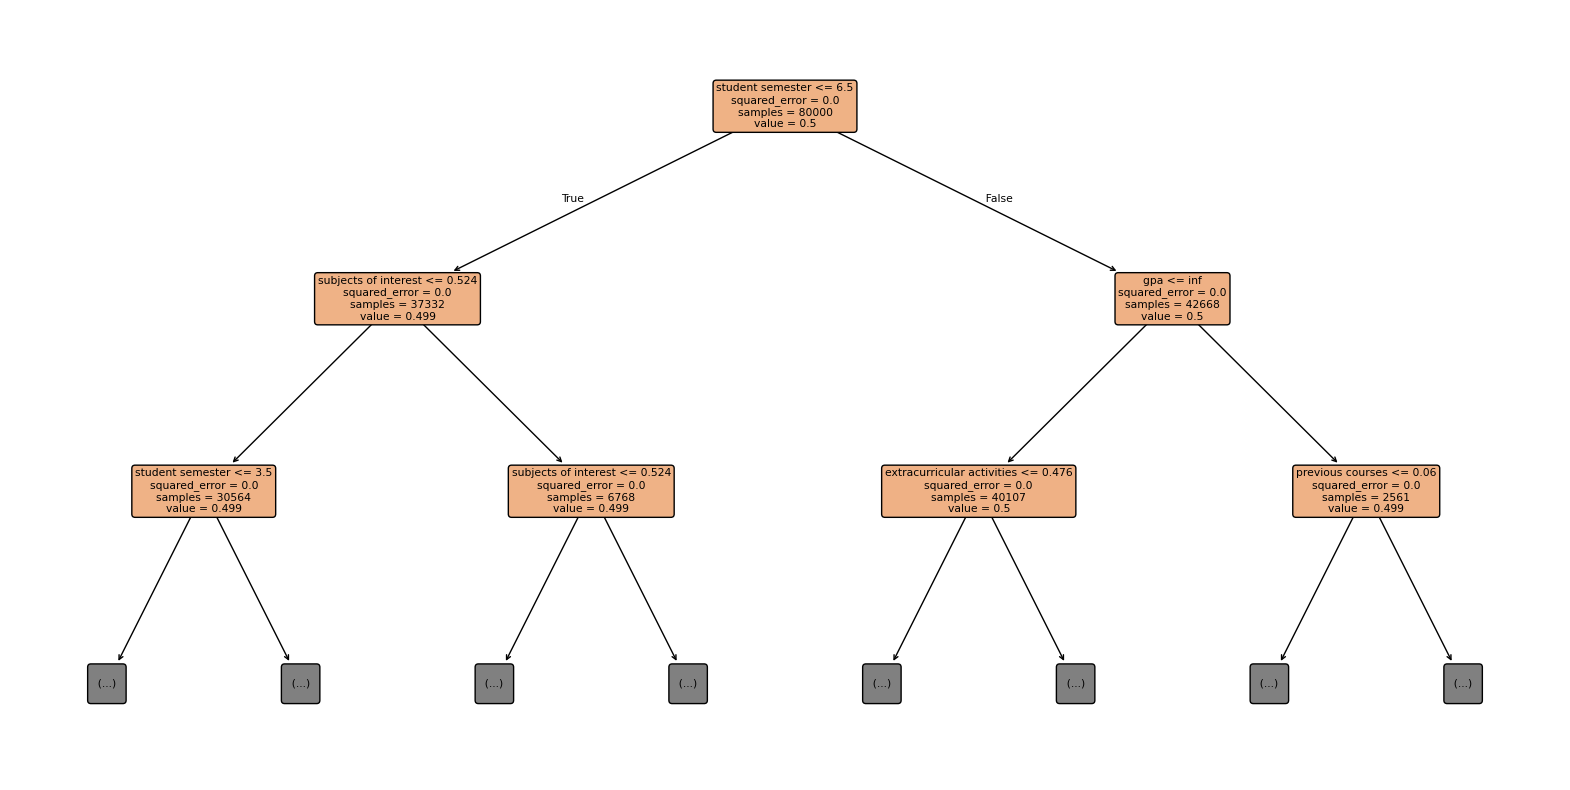 student semester <= 6.5
squared_error = 0.0
samples = 80000
value = 0.5
True
False
subjects of interest <= 0.524
squared_error = 0.0
samples = 37332
value = 0.499
gpa <= inf
squared_error = 0.0
samples = 42668
value = 0.5
student semester <= 3.5
squared_error = 0.0
samples = 30564
value = 0.499
subjects of interest <= 0.524
squared_error = 0.0
samples = 6768
value = 0.499
extracurricular activities <= 0.476
squared_error = 0.0
samples = 40107
value = 0.5
previous courses <= 0.06
squared_error = 0.0
samples = 2561
value = 0.499
(...)
(...)
(...)
(...)
(...)
(...)
(...)
(...)